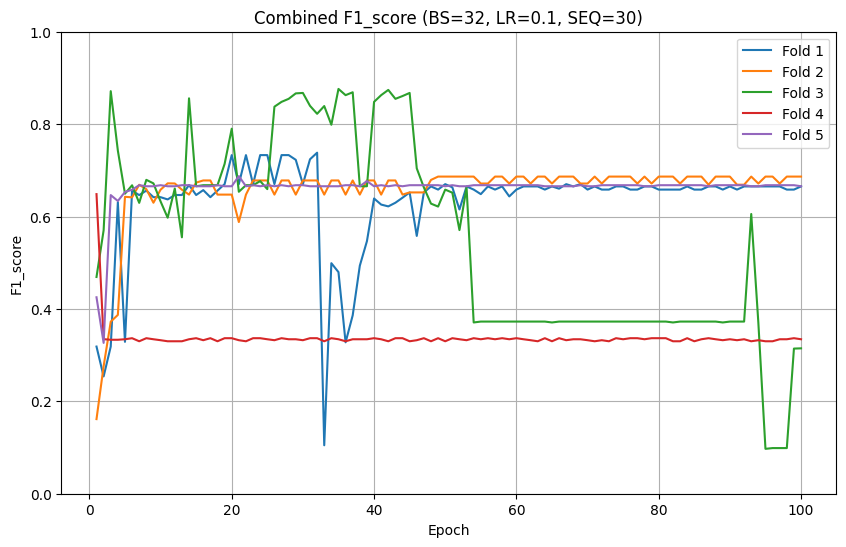 Combined F1_score (BS=32, LR=0.1, SEQ=30)
1.0
0.8
0.6
0.4
0.2
0.0
F1_score
Fold 1
Fold 2
Fold 3
Fold 4
Fold 5
0 20 40 60 80 100
Epoch